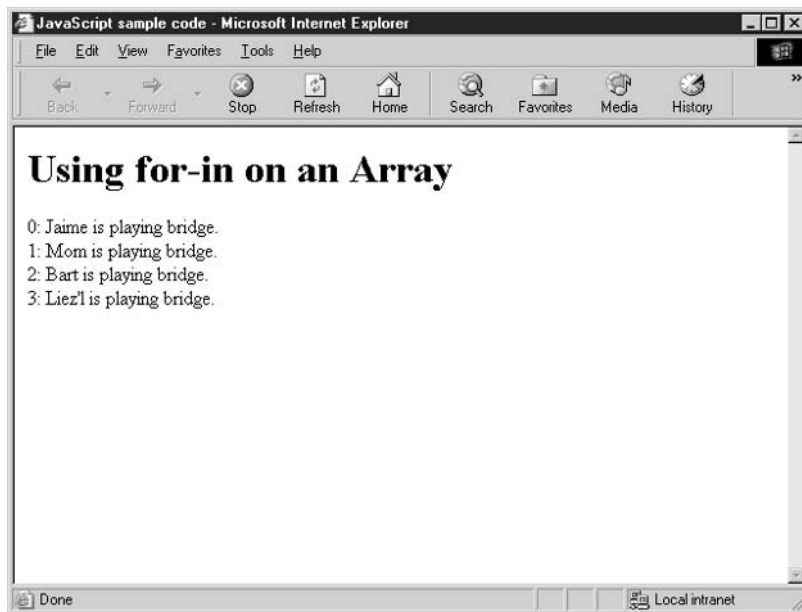 JavaScript sample code - Microsoft Internet Explorer
File Edit View Favorites Tools Help
Back Forward Stop Refresh Home Search Favorites Media History »
Using for-in on an Array
0: Jaime is playing bridge.
1: Mom is playing bridge.
2: Bart is playing bridge.
3: Liez'l is playing bridge.
Done Local intranet